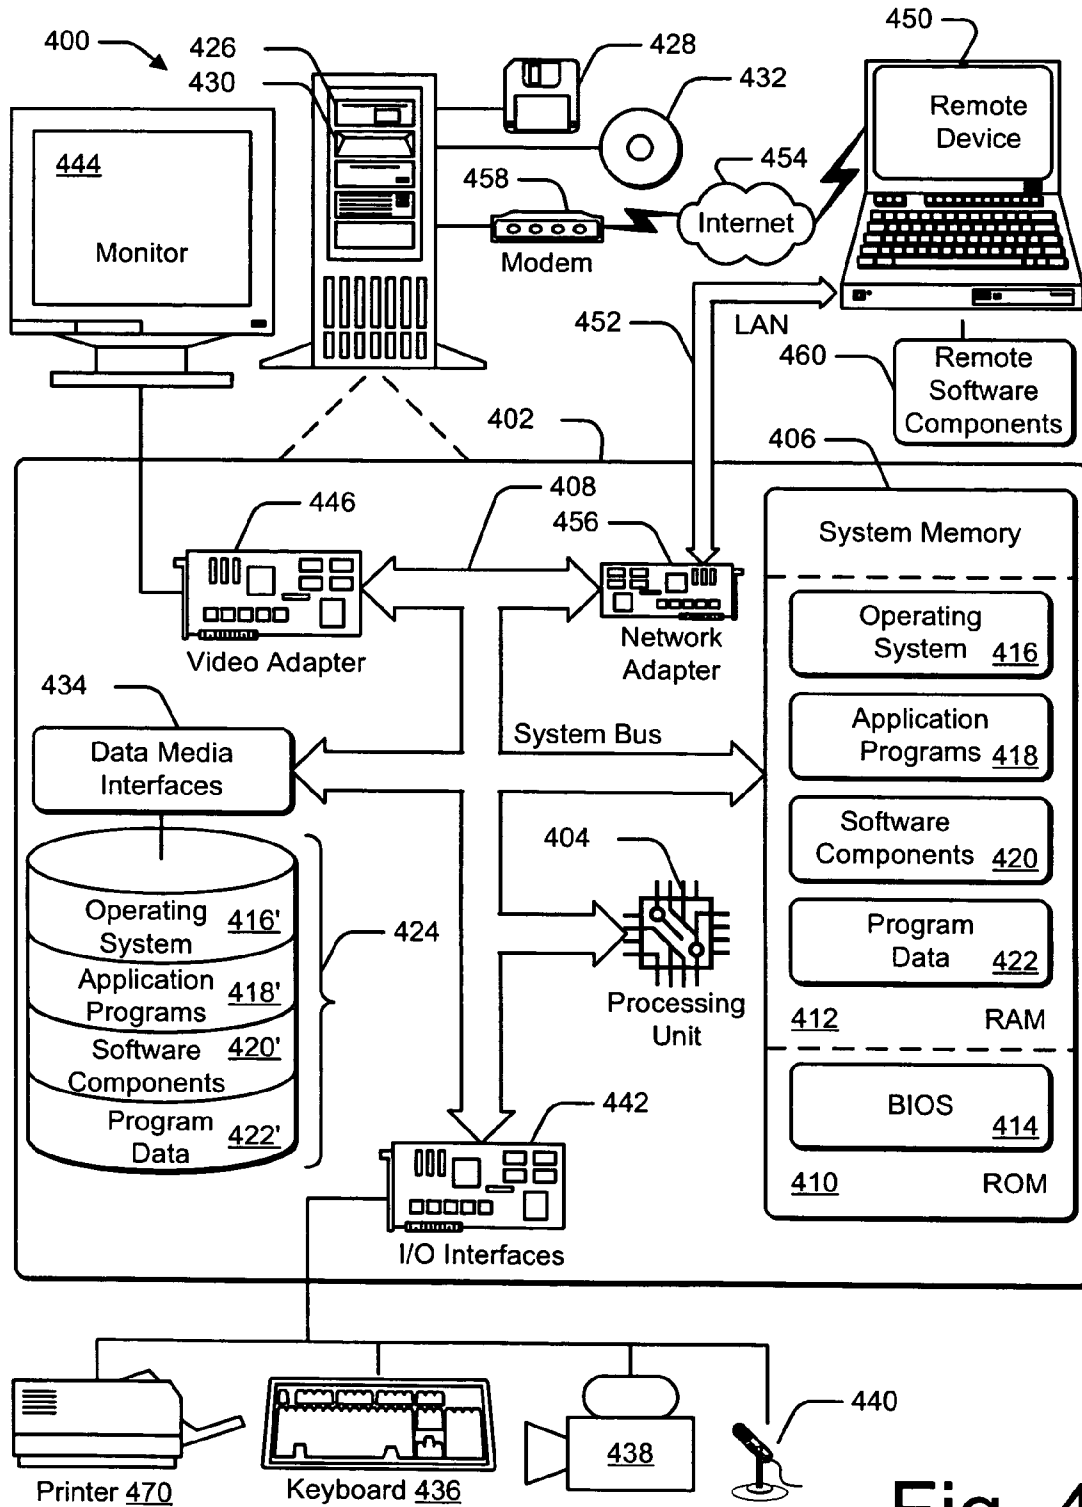 400
426
430
428
432
450
444
Monitor
458
Modem
454
Internet
Remote
Device
452
LAN
460
Remote
Software
Components
402
406
446
408
456
Video Adapter
Network
Adapter
System Memory
Operating
System 416
434
Data Media
Interfaces
System Bus
Application
Programs 418
Software
Components 420
404
Processing
Unit
Program
Data 422
412 RAM
Operating
System 416'
Application
Programs 418'
Software
Components 420'
Program
Data 422'
424
442
I/O Interfaces
BIOS 414
410 ROM
Printer 470
Keyboard 436
438
440
Fig. 4